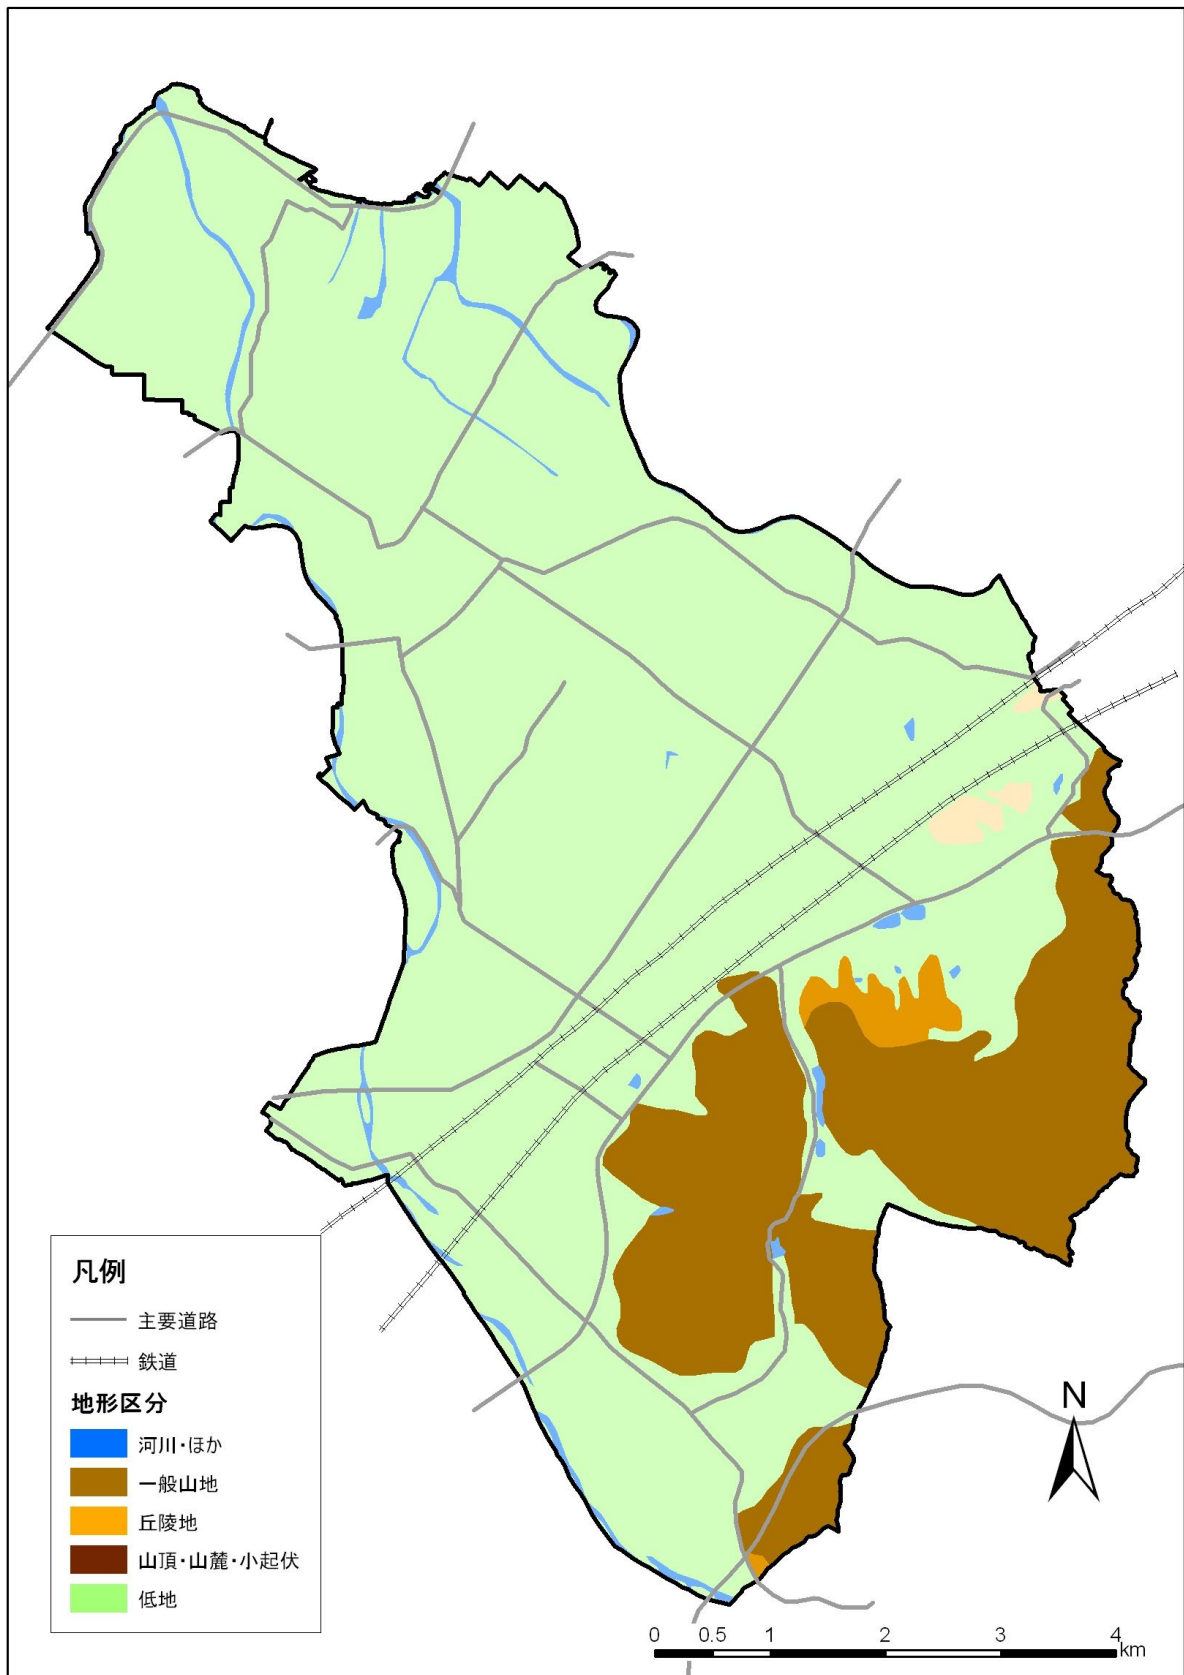 凡例
主要道路
鉄道
地形区分
河川・ほか
一般山地
丘陵地
山頂・山麓・小起伏
低地
N
0 0.5 1 2 3 4
km